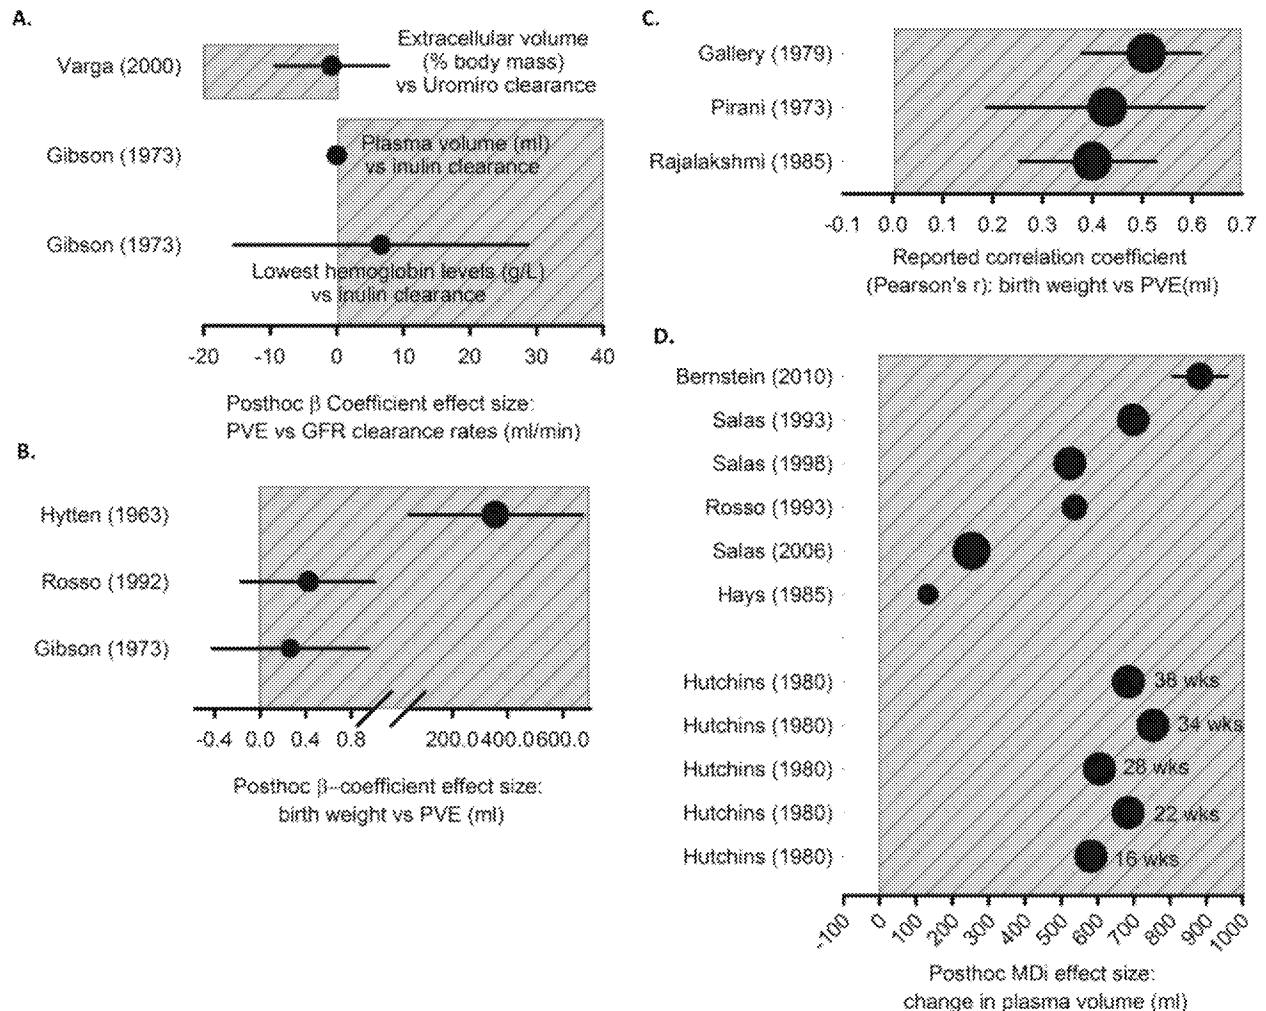 A.
Varga (2000)
Extracellular volume
(% body mass)
vs Uromiro clearance
Gibson (1973)
Plasma volume (ml)
vs inulin clearance
Gibson (1973)
Lowest hemoglobin levels (g/L)
vs inulin clearance
-20 -10 0 10 20 30 40
Posthoc β Coefficient effect size:
PVE vs GFR clearance rates (ml/min)
B.
Hytten (1963)
Rosso (1992)
Gibson (1973)
-0.4 0.0 0.4 0.8 200.0 400.0 600.0
Posthoc β-coefficient effect size:
birth weight vs PVE (ml)
C.
Gallery (1979)
Pirani (1973)
Rajalakshmi (1985)
-0.1 0.0 0.1 0.2 0.3 0.4 0.5 0.6 0.7
Reported correlation coefficient
(Pearson's r): birth weight vs PVE(ml)
D.
Bernstein (2010)
Salas (1993)
Salas (1998)
Rosso (1993)
Salas (2006)
Hays (1985)
Hutchins (1980) 38 wks
Hutchins (1980) 34 wks
Hutchins (1980) 28 wks
Hutchins (1980) 22 wks
Hutchins (1980) 16 wks
-100 0 100 200 300 400 500 600 700 800 900 1000
Posthoc MDi effect size:
change in plasma volume (ml)